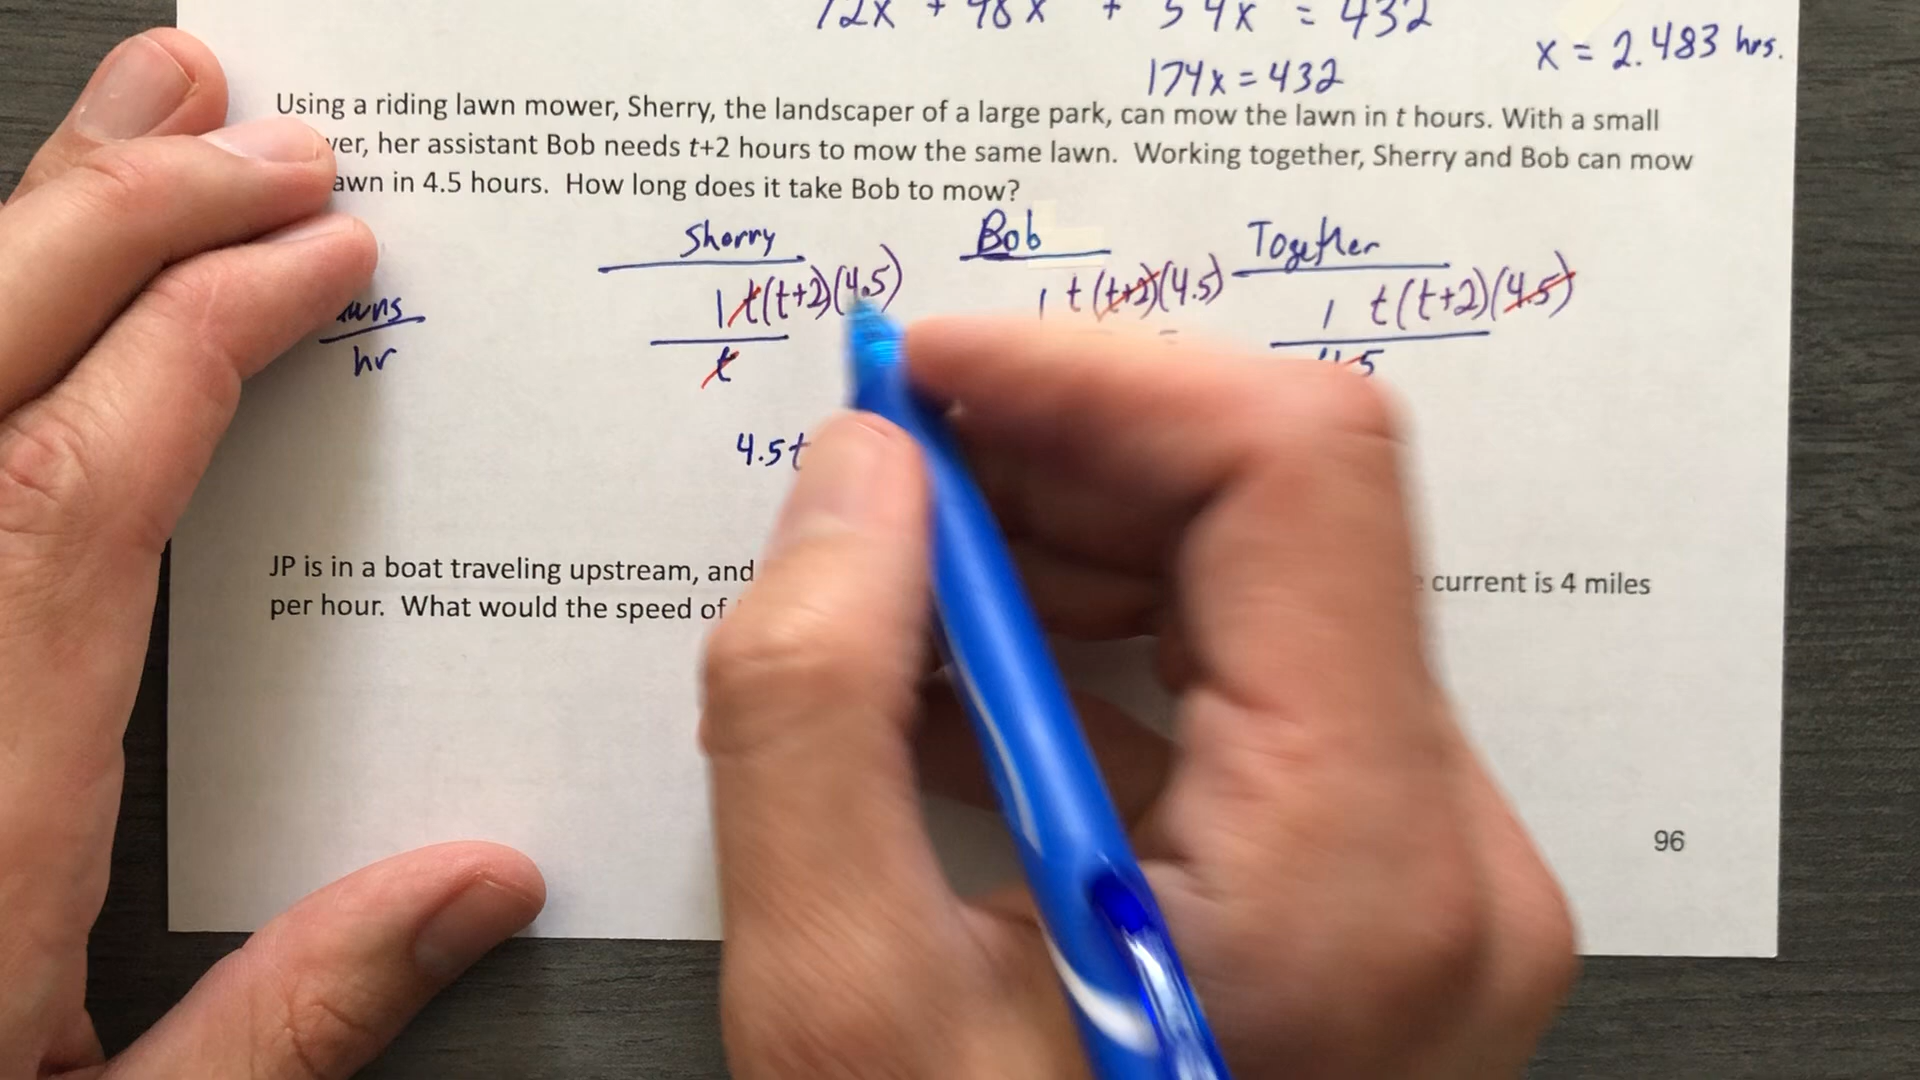 72x + 48x + 54x = 432
174x = 432
x = 2.483 hrs.
Using a riding lawn mower, Sherry, the landscaper of a large park, can mow the lawn in t hours. With a small
her assistant Bob needs t+2 hours to mow the same lawn. Working together, Sherry and Bob can mow
in 4.5 hours. How long does it take Bob to mow?
Sherry Bob Together
1 t(t+2)(4.5) 1 t(t+2)(4.5) 1 t(t+2)(4.5)
hr t 4.5
4.5t
JP is in a boat traveling upstream, and current is 4 miles
per hour. What would the speed of
96